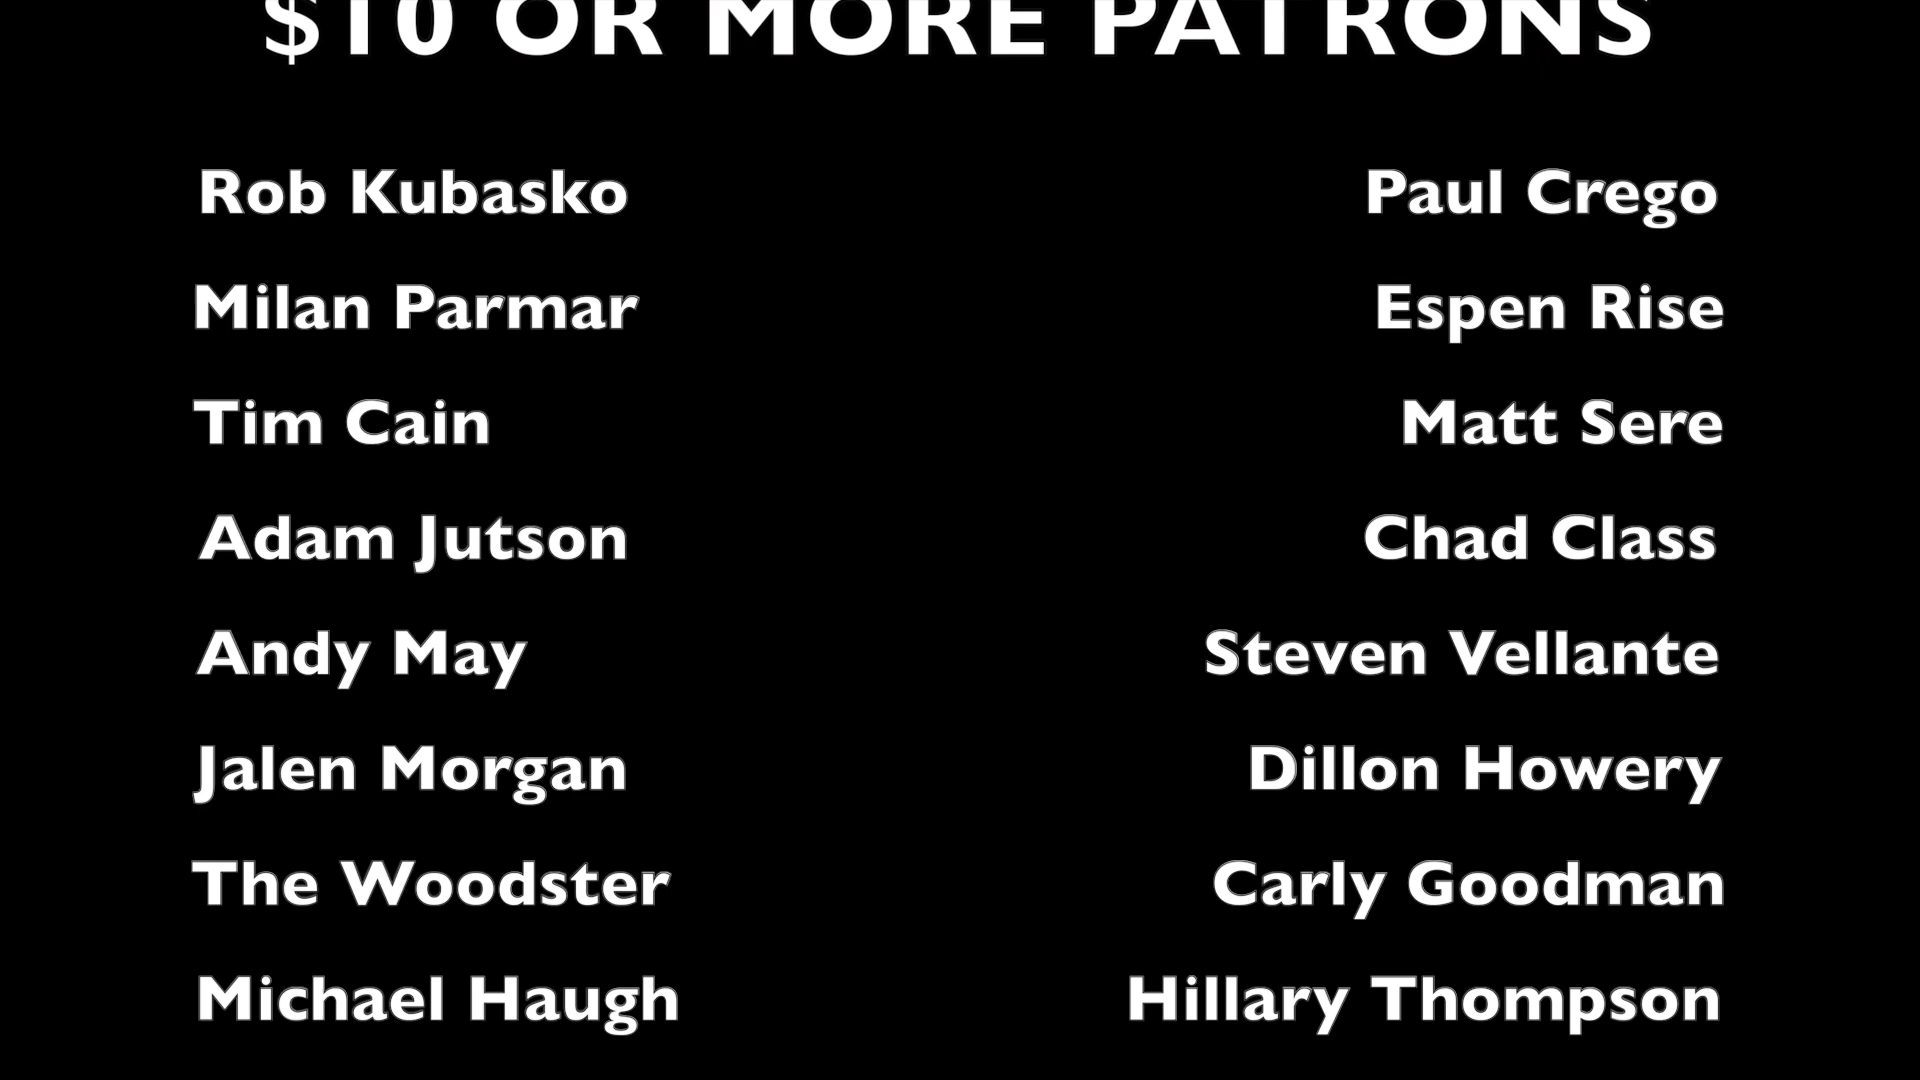 $10 OR MORE PATRONS
Rob Kubasko Paul Crego
Milan Parmar Espen Rise
Tim Cain Matt Sere
Adam Jutson Chad Class
Andy May Steven Vellante
Jalen Morgan Dillon Howery
The Woodster Carly Goodman
Michael Haugh Hillary Thompson